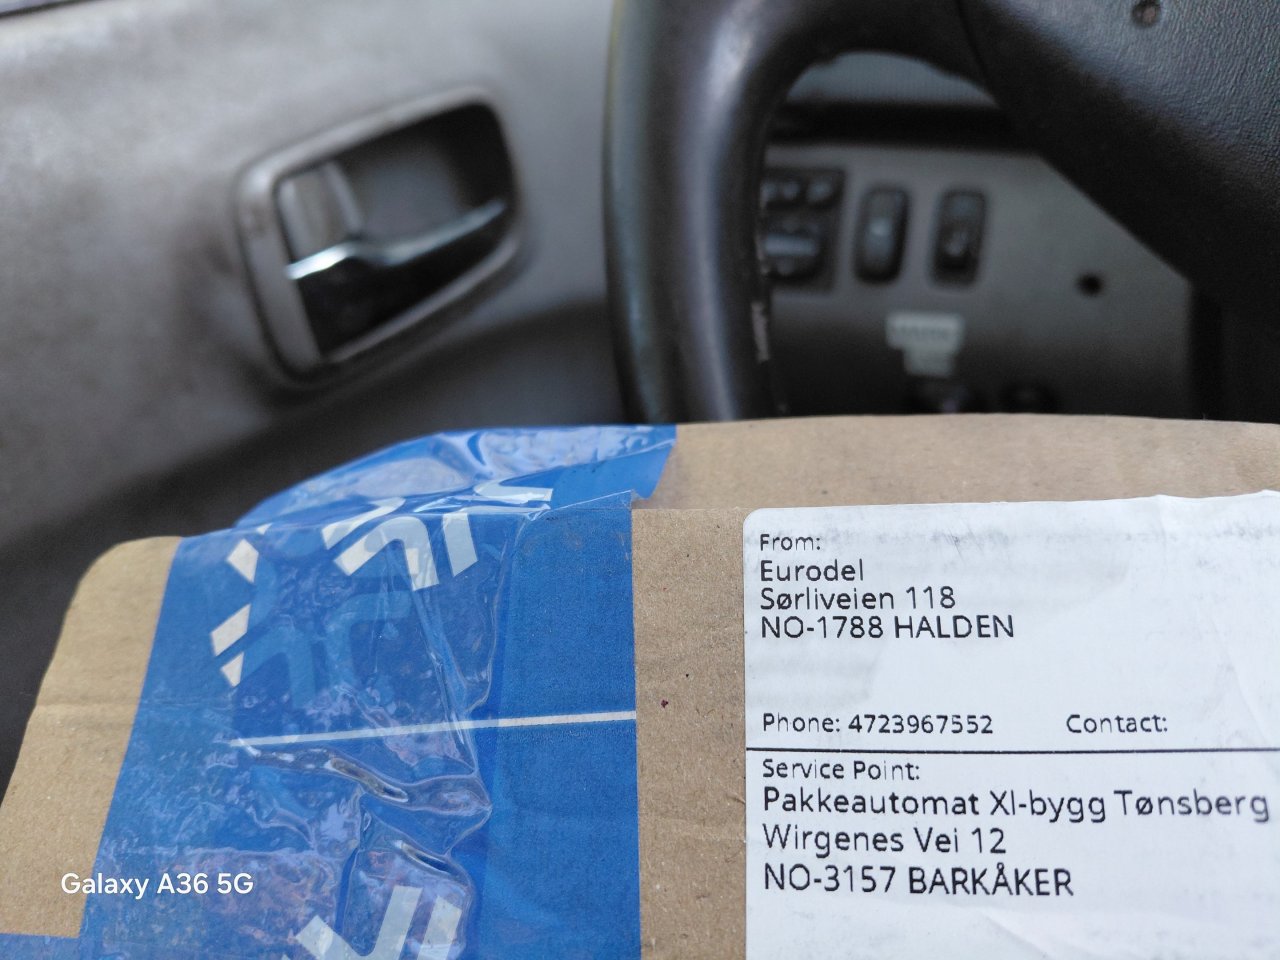 From:
Eurodel
Sørliveien 118
NO-1788 HALDEN
Phone: 4723967552 Contact:
Service Point:
Pakkeautomat Xl-bygg Tønsberg
Wirgenes Vei 12
NO-3157 BARKÅKER
Galaxy A36 5G